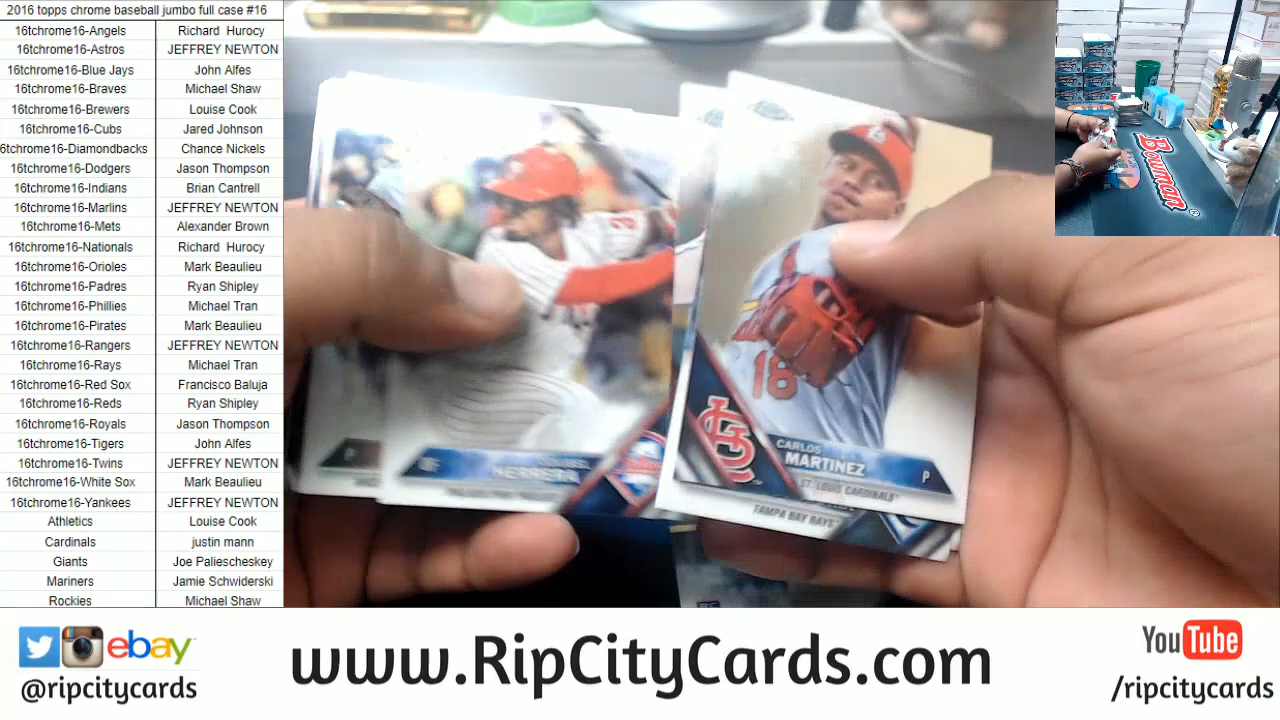 2016 topps chrome baseball jumbo full case #16
16tchrome16-Angels Richard Hurocy
16tchrome16-Astros JEFFREY NEWTON
16tchrome16-Blue Jays John Alfes
16tchrome16-Braves Michael Shaw
16tchrome16-Brewers Louise Cook
16tchrome16-Cubs Jared Johnson
6tchrome16-Diamondbacks Chance Nickels
16tchrome16-Dodgers Jason Thompson
16tchrome16-Indians Brian Cantrell
16tchrome16-Marlins JEFFREY NEWTON
16tchrome16-Mets Alexander Brown
16tchrome16-Nationals Richard Hurocy
16tchrome16-Orioles Mark Beaulieu
16tchrome16-Padres Ryan Shipley
16tchrome16-Phillies Michael Tran
16tchrome16-Pirates Mark Beaulieu
16tchrome16-Rangers JEFFREY NEWTON
16tchrome16-Rays Michael Tran
16tchrome16-Red Sox Francisco Baluja
16tchrome16-Reds Ryan Shipley
16tchrome16-Royals Jason Thompson
16tchrome16-Tigers John Alfes
16tchrome16-Twins JEFFREY NEWTON
16tchrome16-White Sox Mark Beaulieu
16tchrome16-Yankees JEFFREY NEWTON
Athletics Louise Cook
Cardinals justin mann
Giants Joe Paliescheskey
Mariners Jamie Schwiderski
Rockies Michael Shaw
HERRERA
18
CARLOS
MARTINEZ P
ST. LOUIS CARDINALS
TAMPA BAY RAYS
RC
Bowman
ebay
@ripcitycards
www.RipCityCards.com
YouTube
/ripcitycards